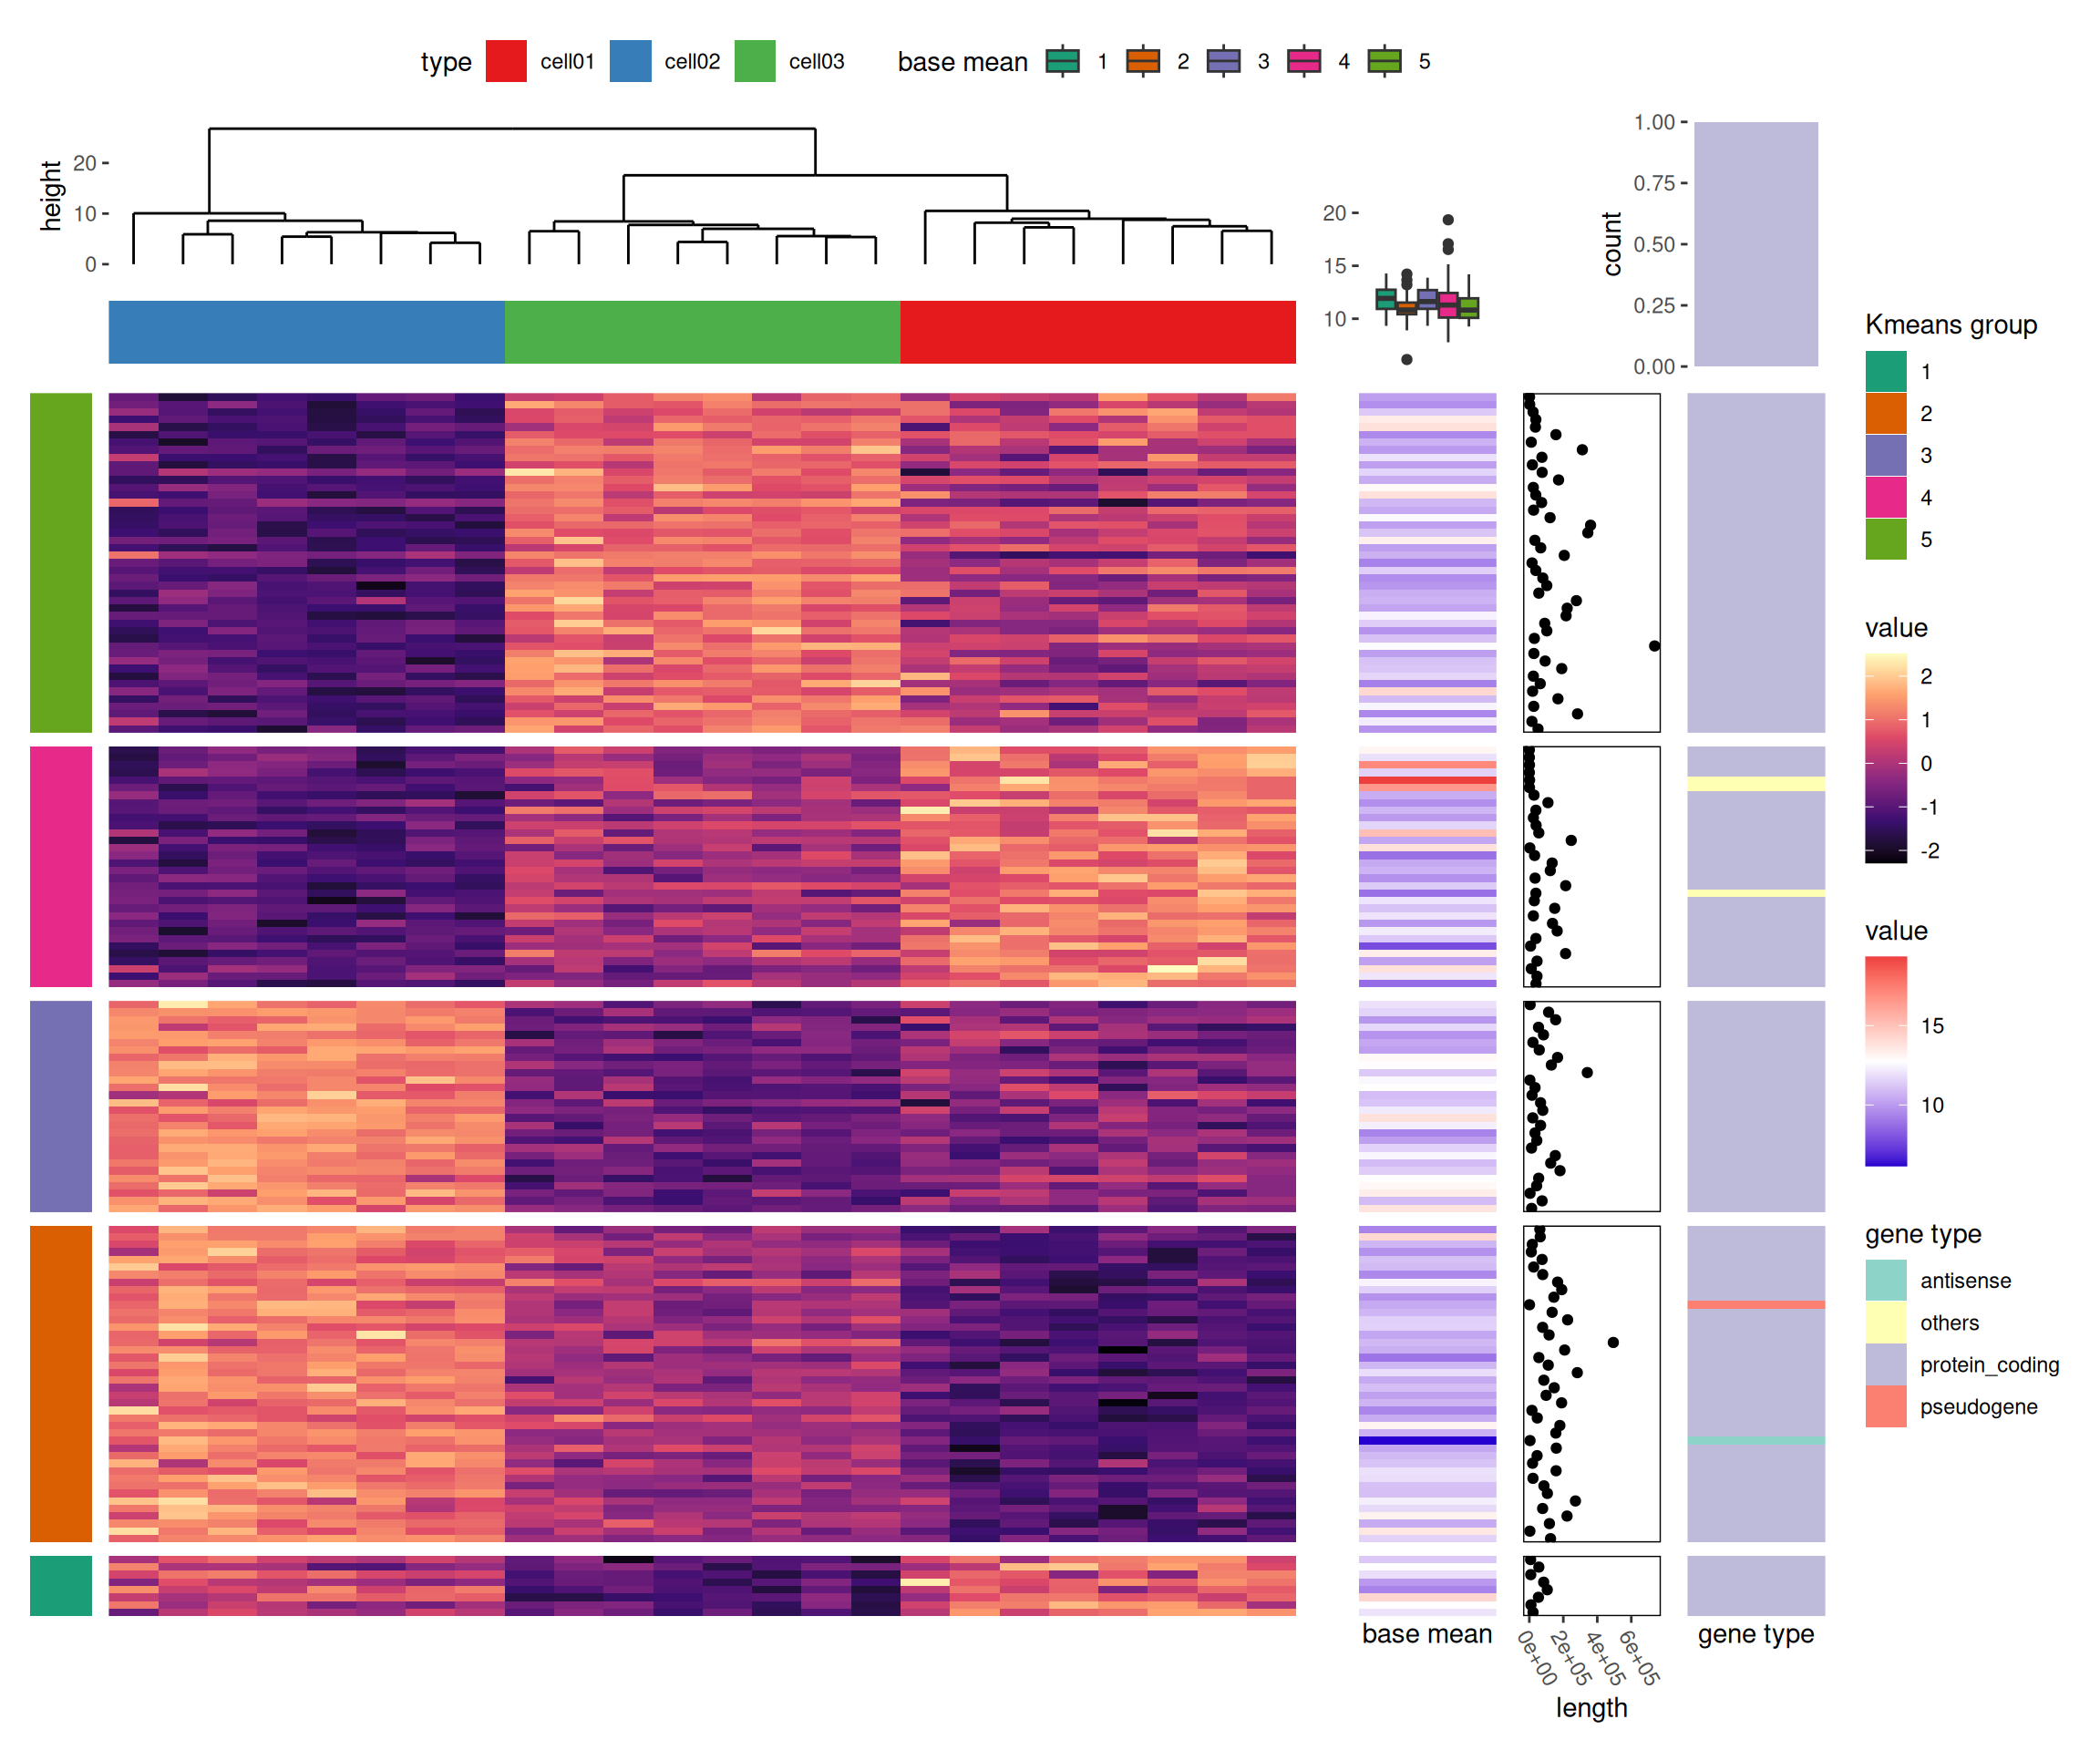 type cell01 cell02 cell03 base mean 1 2 3 4 5
height
20
10
0
20
15
10
count
1.00
0.75
0.50
0.25
0.00
Kmeans group
1
2
3
4
5
value
2
1
0
-1
-2
value
15
10
gene type
antisense
others
protein_coding
pseudogene
base mean
0e+00 2e+05 4e+05 6e+05
length
gene type